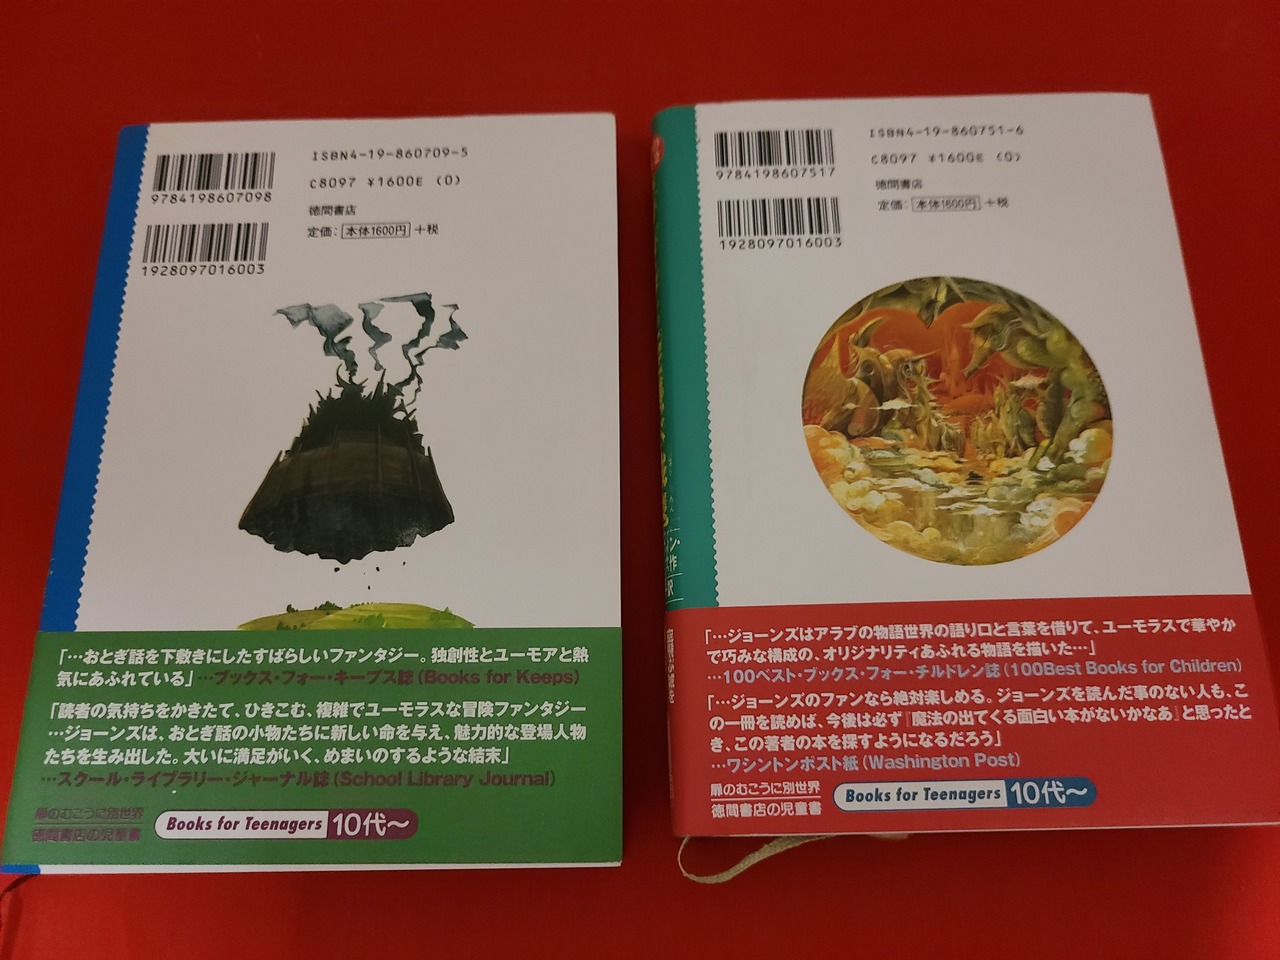 ISBN4-19-860709-5
9784198607098
C8097 ¥1600E (0)
徳間書店
定価：本体1600円＋税
1928097016003
「…おとぎ話を下敷きにしたすばらしいファンタジー。独創性とユーモアと熱
気にあふれている」…ブックス・フォー・キープス誌（Books for Keeps）
「読者の気持ちをかきたて、ひきこむ、複雑でユーモラスな冒険ファンタジー
…ジョーンズは、おとぎ話の小物たちに新しい命を与え、魅力的な登場人物
たちを生み出した。大いに満足がいく、めまいのするような結末」
…スクール・ライブラリー・ジャーナル誌（School Library Journal）
扉のむこうに別世界
徳間書店の児童書
Books for Teenagers 10代〜
ISBN4-19-860751-6
9784198607517
C8097 ¥1600E (0)
徳間書店
定価：本体1600円＋税
1928097016003
「…ジョーンズはアラブの物語世界の語り口と言葉を借りて、ユーモラスで華やか
で巧みな構成の、オリジナリティあふれる物語を描いた…」
…100ベスト・ブックス・フォー・チルドレン誌（100Best Books for Children）
「…ジョーンズのファンなら絶対楽しめる。ジョーンズを読んだ事のない人も、こ
の一冊を読めば、今後は必ず『魔法の出てくる面白い本がないかなあ』と思ったと
き、この著者の本を探すようになるだろう」
…ワシントンポスト紙（Washington Post）
扉のむこうに別世界
徳間書店の児童書
Books for Teenagers 10代〜